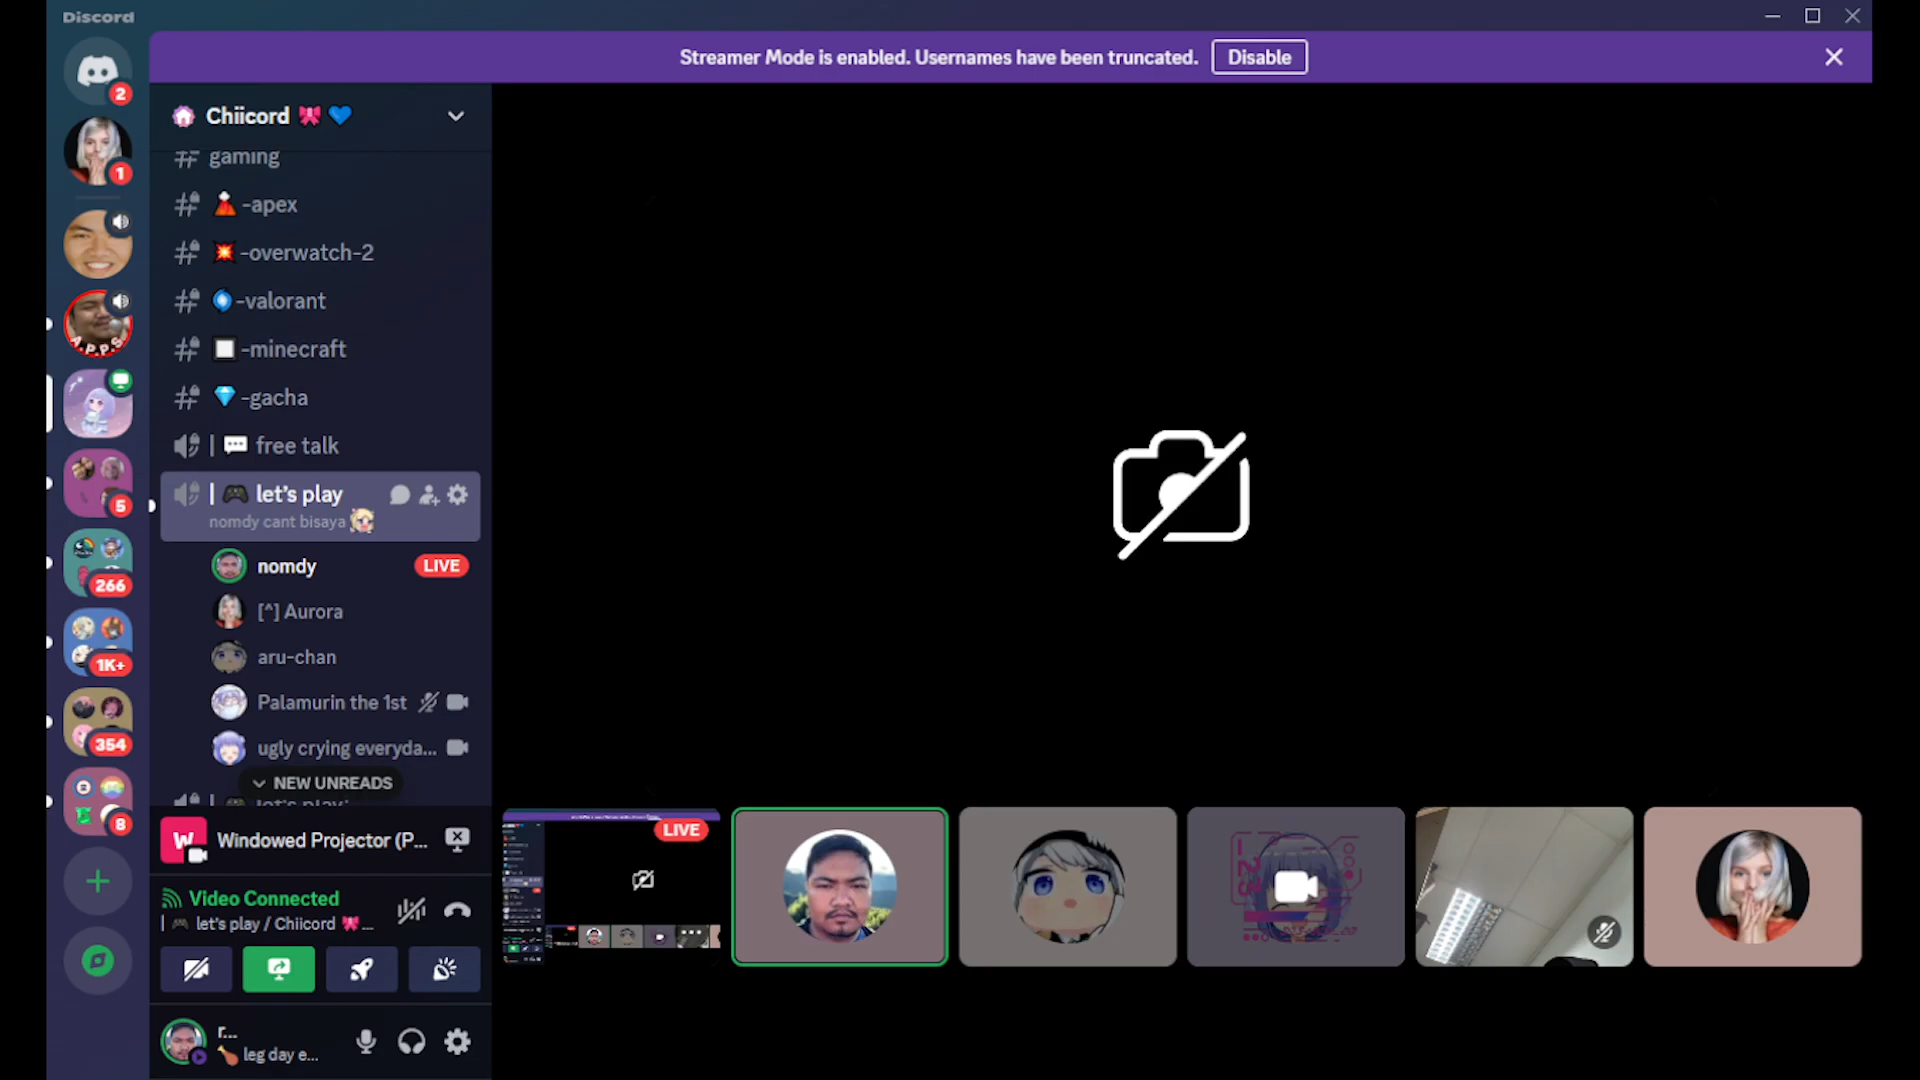 Discord
Streamer Mode is enabled. Usernames have been truncated.
Disable
2
1
5
266
1K+
354
8
Chiicord
gaming
-apex
-overwatch-2
-valorant
-minecraft
-gacha
| free talk
| let's play
nomdy cant bisaya
nomdy LIVE
[^] Aurora
aru-chan
Palamurin the 1st
ugly crying everyda...
NEW UNREADS
let's play
W Windowed Projector (P...
Video Connected
| let's play / Chiicord ...
r...
leg day e...
A.P.P.S
LIVE